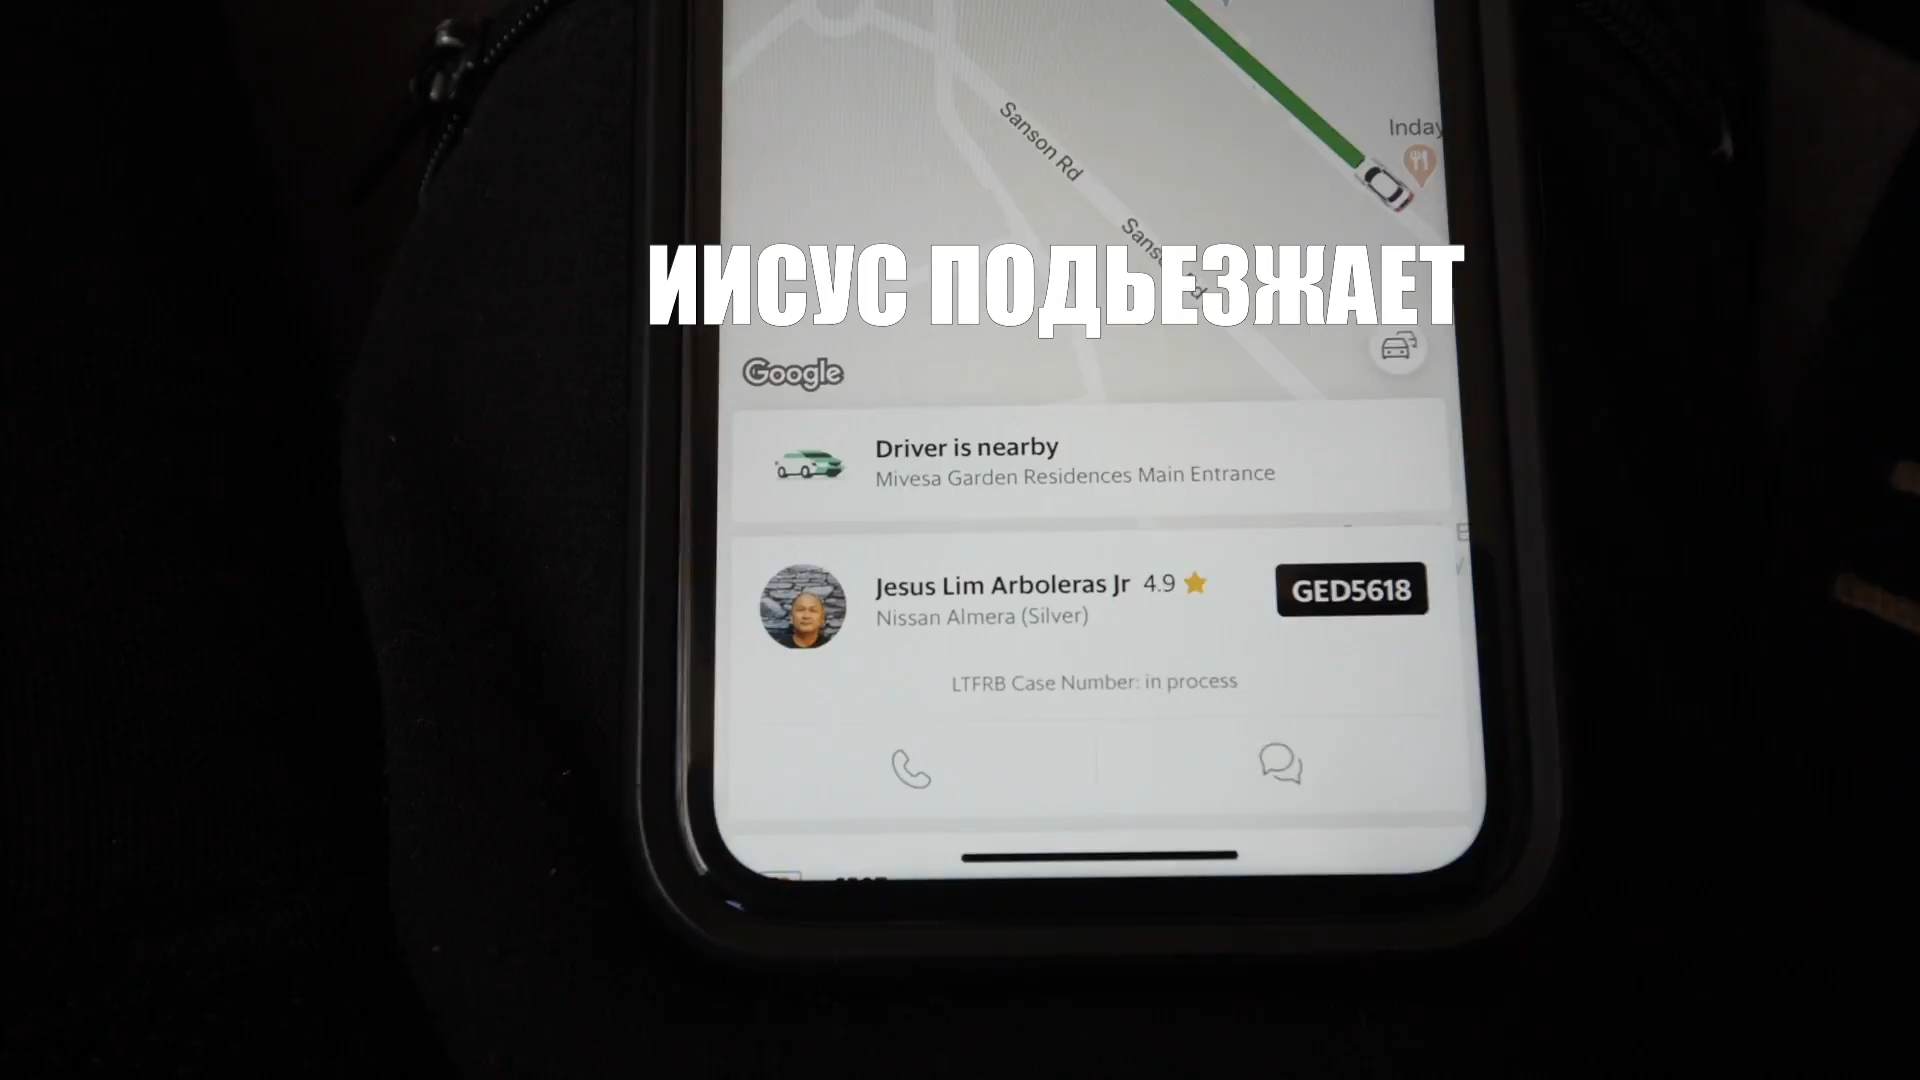 Inday
Sanson Rd
ИИСУС ПОДЬЕЗЖАЕТ
Google
Driver is nearby
Mivesa Garden Residences Main Entrance
Jesus Lim Arboleras Jr 4.9
GED5618
Nissan Almera (Silver)
LTFRB Case Number: in process